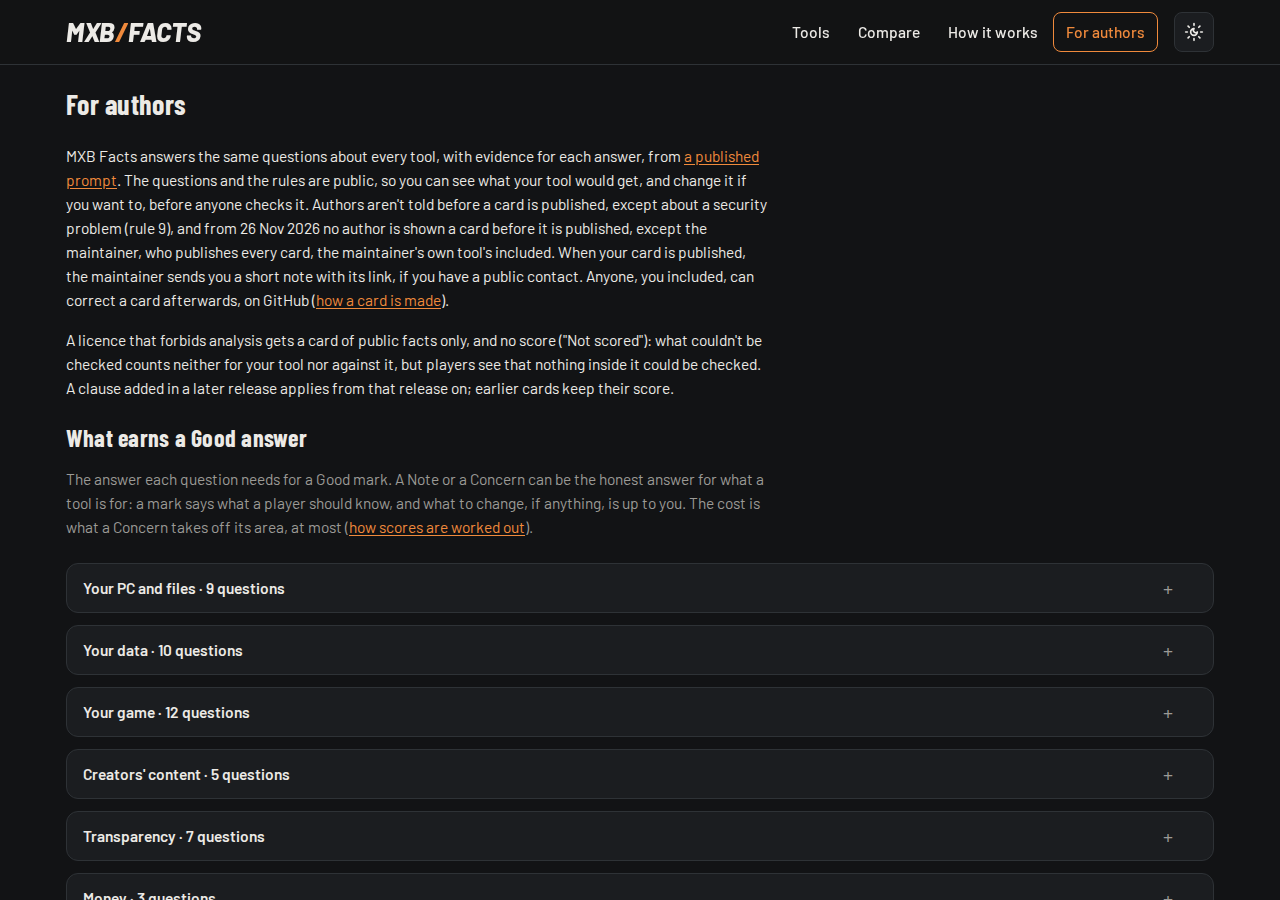 MXB/FACTS
Tools
Compare
How it works
For authors
For authors
MXB Facts answers the same questions about every tool, with evidence for each answer, from a published
prompt. The questions and the rules are public, so you can see what your tool would get, and change it if
you want to, before anyone checks it. Authors aren't told before a card is published, except about a security
problem (rule 9), and from 26 Nov 2026 no author is shown a card before it is published, except the
maintainer, who publishes every card, the maintainer's own tool's included. When your card is published,
the maintainer sends you a short note with its link, if you have a public contact. Anyone, you included, can
correct a card afterwards, on GitHub (how a card is made).
A licence that forbids analysis gets a card of public facts only, and no score ("Not scored"): what couldn't be
checked counts neither for your tool nor against it, but players see that nothing inside it could be checked.
A clause added in a later release applies from that release on; earlier cards keep their score.
What earns a Good answer
The answer each question needs for a Good mark. A Note or a Concern can be the honest answer for what a
tool is for: a mark says what a player should know, and what to change, if anything, is up to you. The cost is
what a Concern takes off its area, at most (how scores are worked out).
Your PC and files · 9 questions +
Your data · 10 questions +
Your game · 12 questions +
Creators' content · 5 questions +
Transparency · 7 questions +
Money · 3 questions +